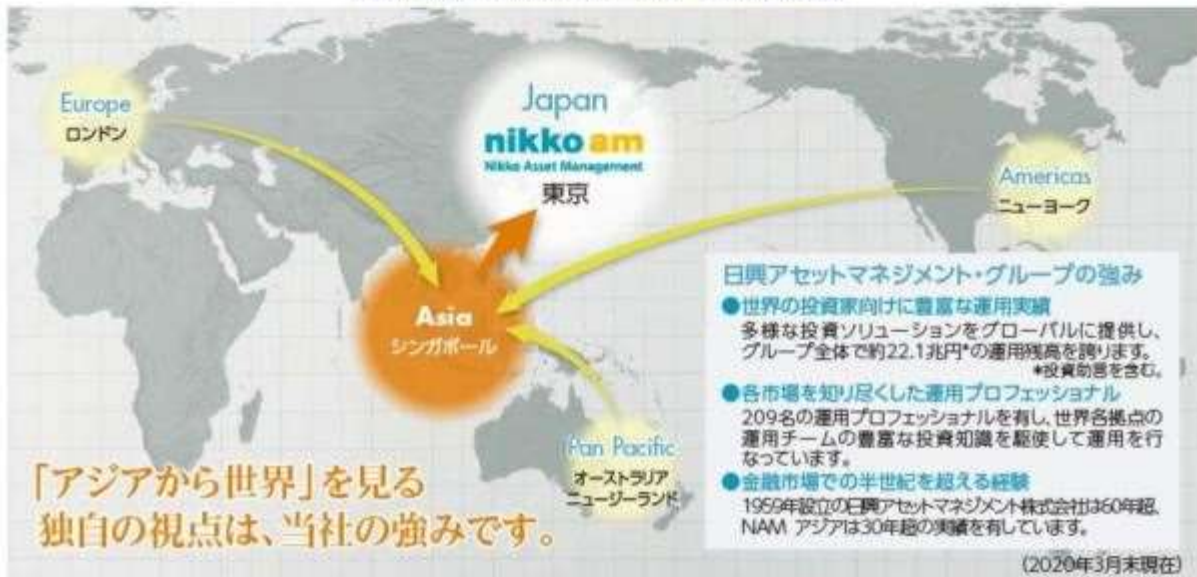 Europe
ロンドン
Japan
nikko am
Nikko Asset Management
東京
Americas
ニューヨーク
Asia
シンガポール
Pan Pacific
オーストラリア
ニュージーランド
「アジアから世界」を見る
独自の視点は、当社の強みです。
日興アセットマネジメント・グループの強み
●世界の投資家向けに豊富な運用実績
多様な投資ソリューションをグローバルに提供し、
グループ全体で約22.1兆円*の運用残高を誇ります。
*投資助言を含む。
●各市場を知り尽くした運用プロフェッショナル
209名の運用プロフェッショナルを有し、世界各拠点の
運用チームの豊富な投資知識を駆使して運用を行
なっています。
●金融市場での半世紀を超える経験
1959年設立の日興アセットマネジメント株式会社は60年超、
NAM アジアは30年超の実績を有しています。
(2020年3月末現在)